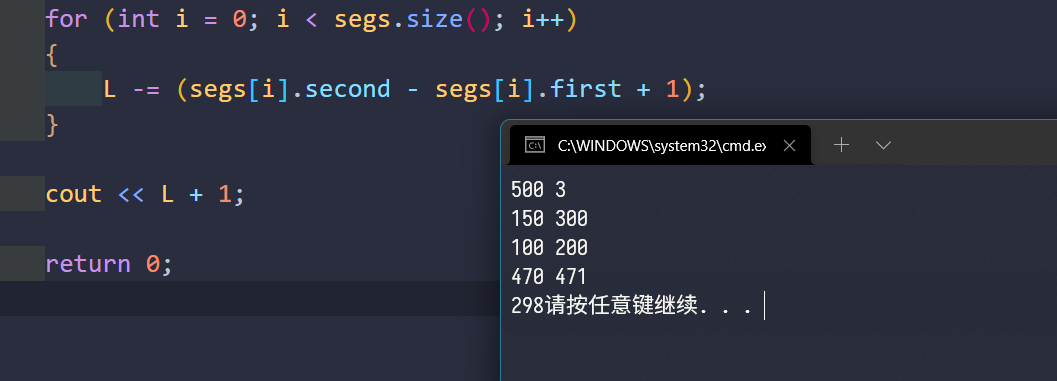 for (int i = 0; i < segs.size(); i++)
{
L -= (segs[i].second - segs[i].first + 1);
}
cout << L + 1;
return 0;
C:\WINDOWS\system32\cmd.ex
500 3
150 300
100 200
470 471
298请按任意键继续. . .